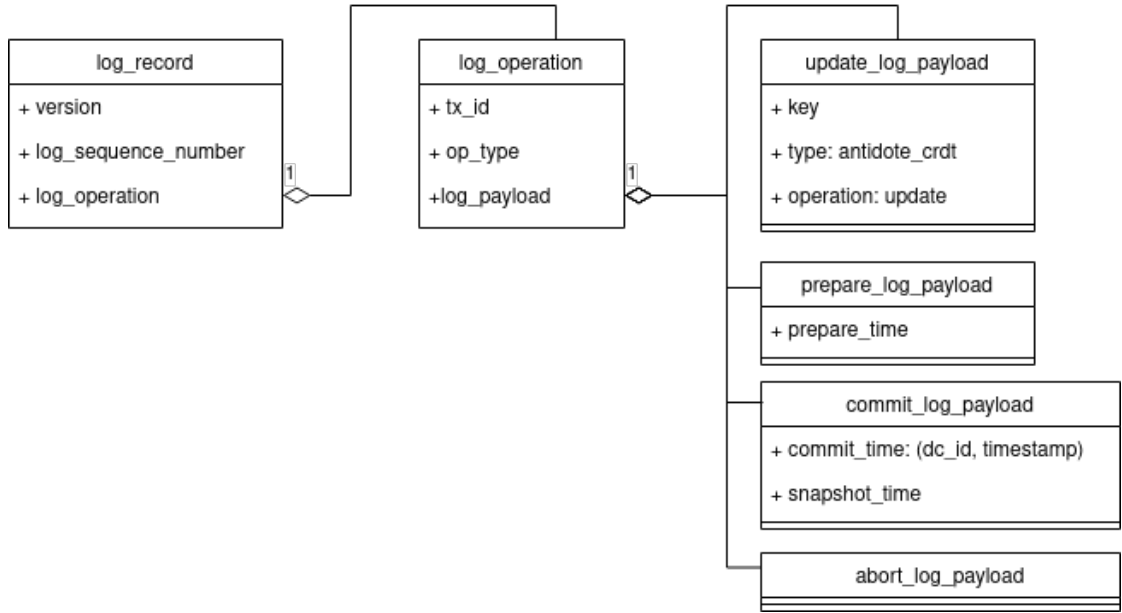 log_record
+ version
+ log_sequence_number
+ log_operation
1
log_operation
+ tx_id
+ op_type
+log_payload
1
update_log_payload
+ key
+ type: antidote_crdt
+ operation: update
prepare_log_payload
+ prepare_time
commit_log_payload
+ commit_time: (dc_id, timestamp)
+ snapshot_time
abort_log_payload